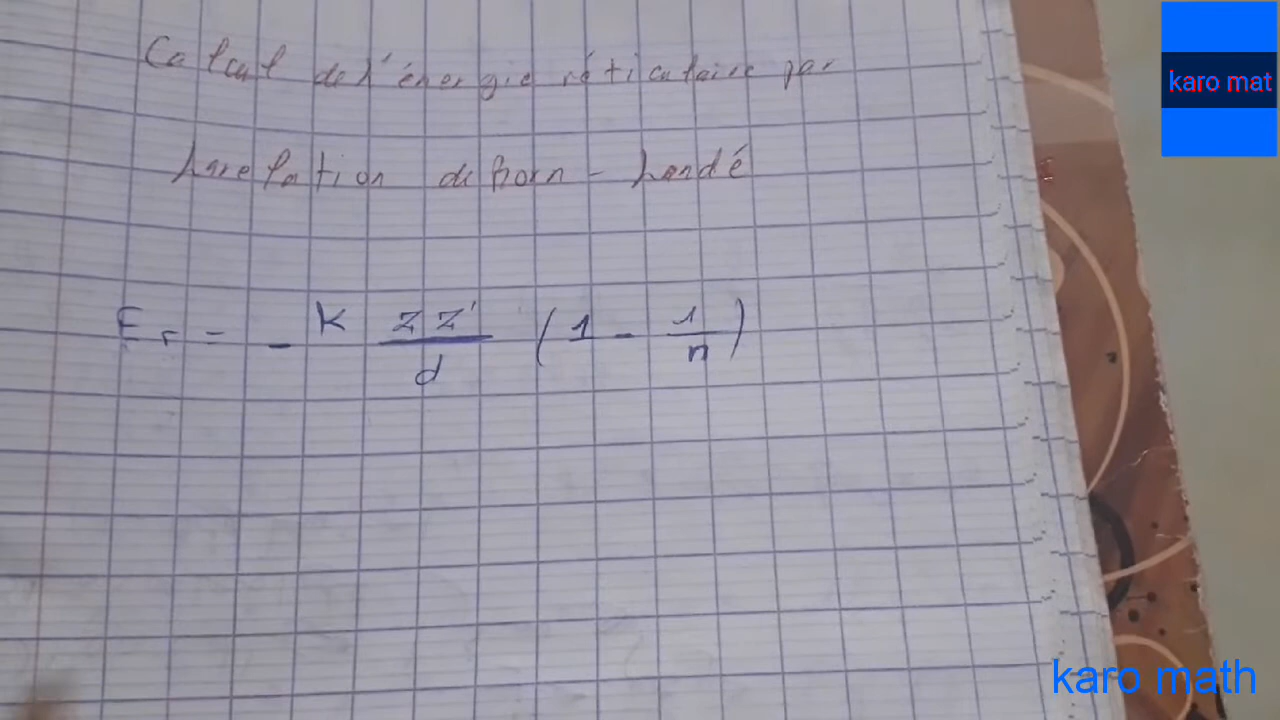 Calcul de l'énergie réticulaire par
la relation de Born - Landé
Er = - K ZZ'/d (1 - 1/n)
karo mat
karo math